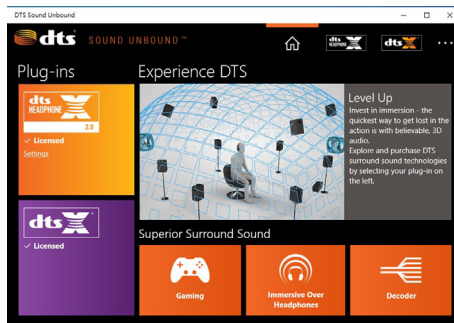 DTS Sound Unbound
dts SOUND UNBOUND™
dts
HEADPHONE X
dts X
Plug-ins
dts
HEADPHONE X
2.0
✓ Licensed
Settings
dts X
✓ Licensed
Experience DTS
Level Up
Invest in immersion - the
quickest way to get lost in the
action is with believable, 3D
audio.
Explore and purchase DTS
surround sound technologies
by selecting your plug-in on
the left.
Superior Surround Sound
Gaming
Immersive Over
Headphones
Decoder